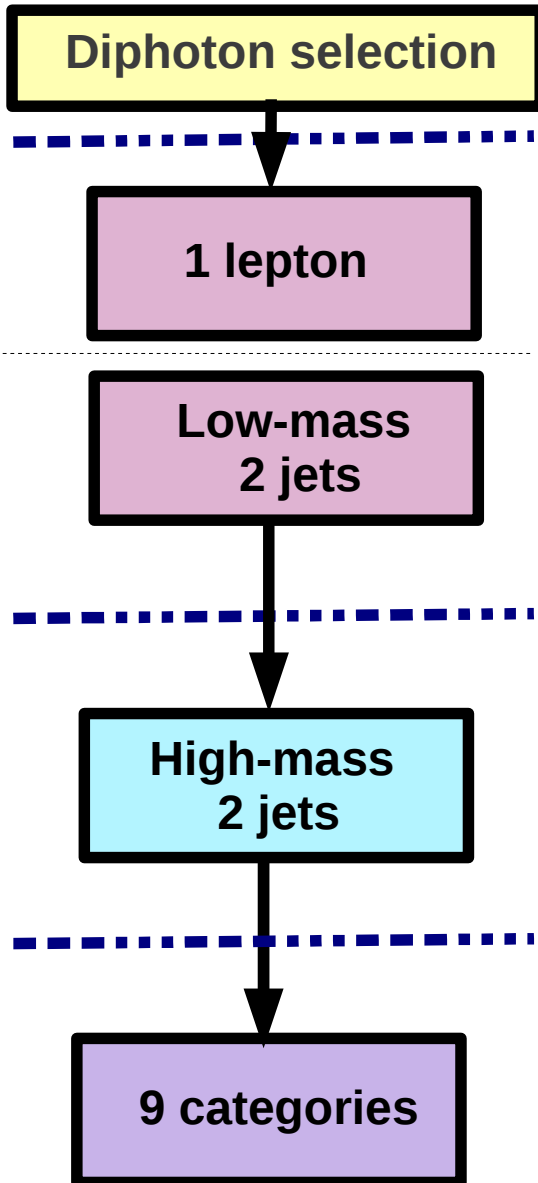 Diphoton selection
1 lepton
Low-mass
2 jets
High-mass
2 jets
9 categories